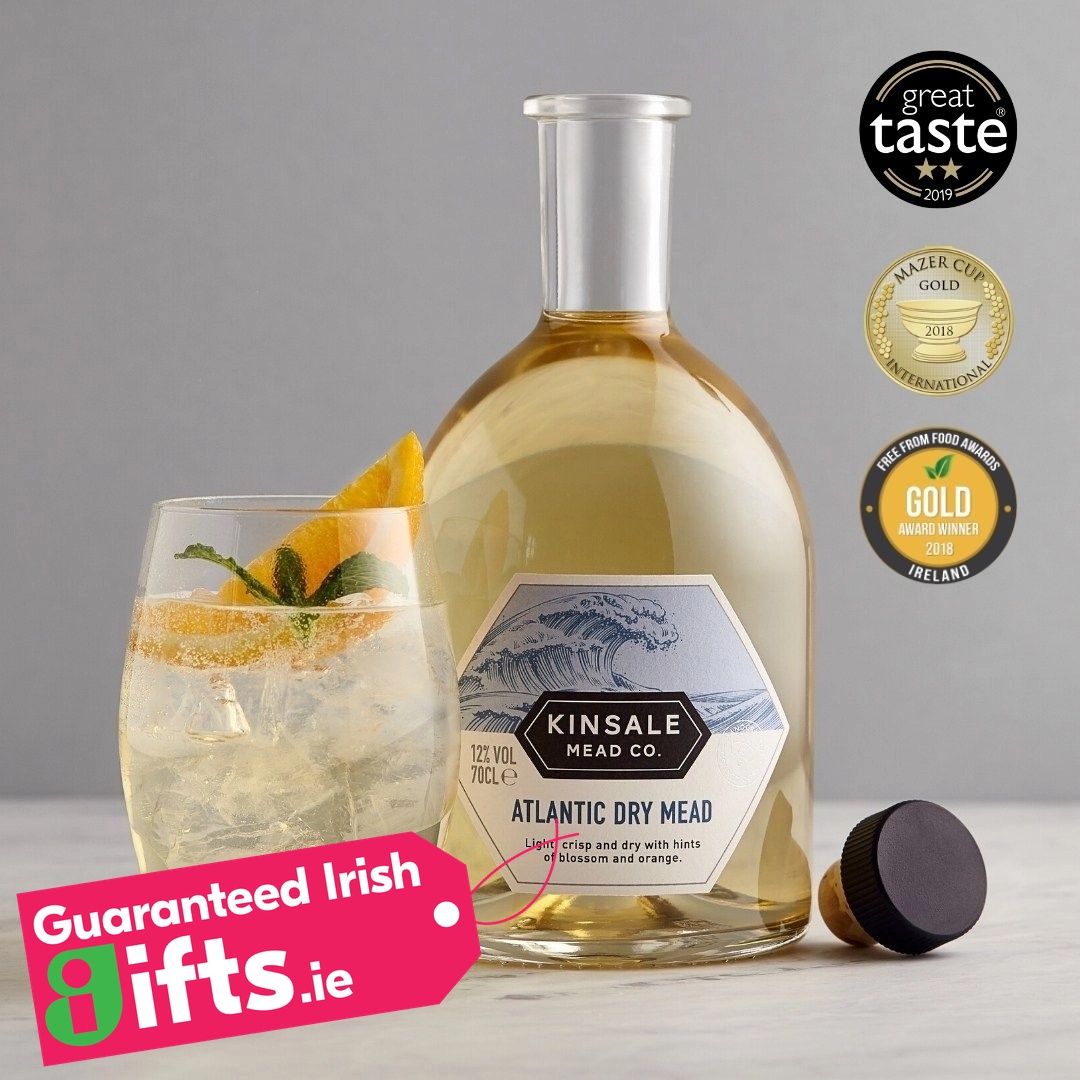 great
taste®
2019
MAZER CUP
GOLD
2018
INTERNATIONAL
FREE FROM FOOD AWARDS
GOLD
AWARD WINNER
2018
IRELAND
KINSALE
MEAD CO.
12% VOL
70CL e
ATLANTIC DRY MEAD
Light, crisp and dry with hints
of blossom and orange.
Guaranteed Irish
Gifts.ie